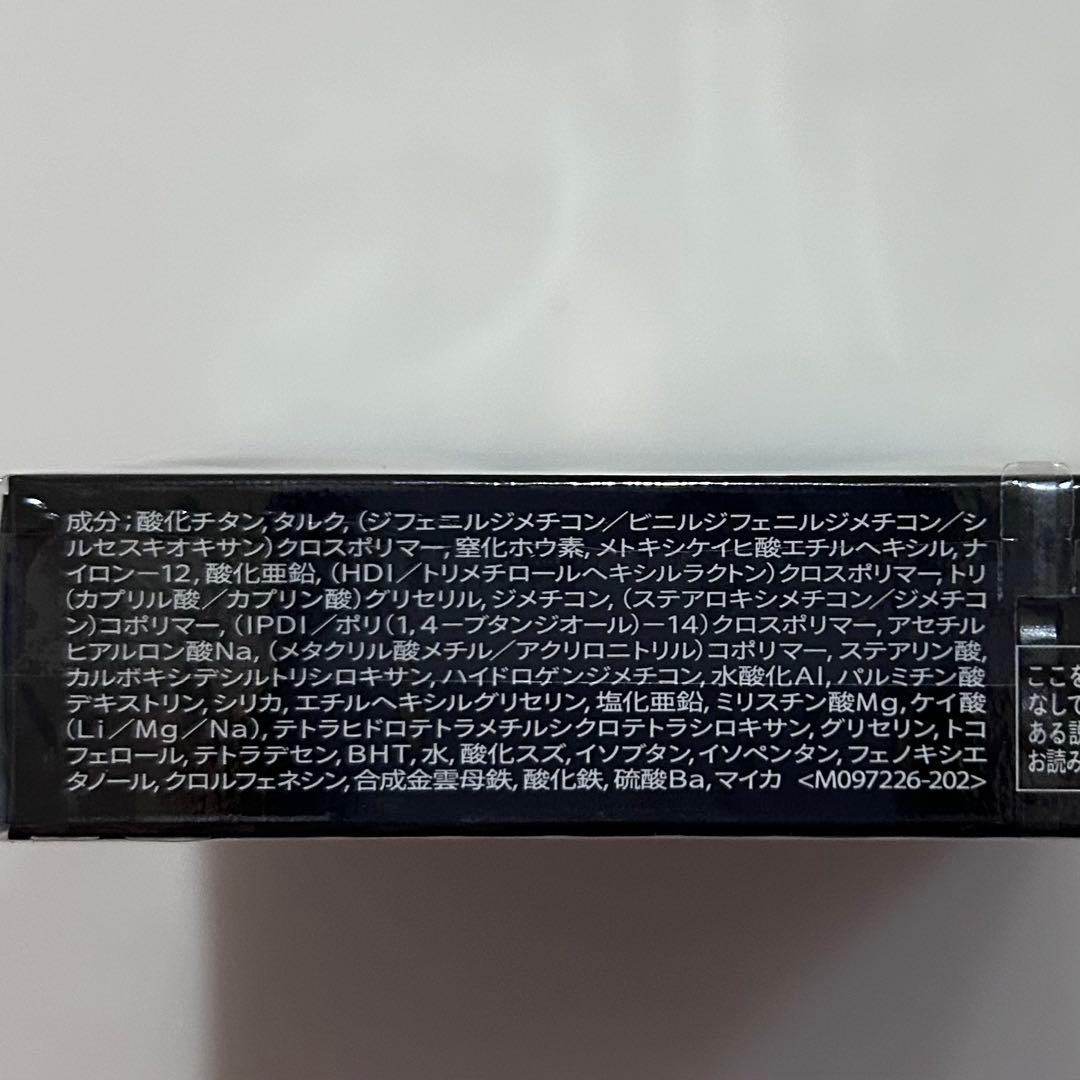 成分；酸化チタン,タルク,（ジフェニルジメチコン／ビニルジフェニルジメチコン／シ
ルセスキオキサン）クロスポリマー,窒化ホウ素,メトキシケイヒ酸エチルヘキシル,ナ
イロン－12,酸化亜鉛,（HDI／トリメチロールヘキシルラクトン）クロスポリマー,トリ
（カプリル酸／カプリン酸）グリセリル,ジメチコン,（ステアロキシメチコン／ジメチコ
ン）コポリマー,（IPDI／ポリ（1,4－ブタンジオール）－14）クロスポリマー,アセチル
ヒアルロン酸Na,（メタクリル酸メチル／アクリロニトリル）コポリマー,ステアリン酸,
カルボキシデシルトリシロキサン,ハイドロゲンジメチコン,水酸化Al,パルミチン酸
デキストリン,シリカ,エチルヘキシルグリセリン,塩化亜鉛,ミリスチン酸Mg,ケイ酸
（Li／Mg／Na）,テトラヒドロテトラメチルシクロテトラシロキサン,グリセリン,トコ
フェロール,テトラデセン,BHT,水,酸化スズ,イソブタン,イソペンタン,フェノキシエ
タノール,クロルフェネシン,合成金雲母鉄,酸化鉄,硫酸Ba,マイカ <M097226-202>
ここを
なして
ある説
お読み